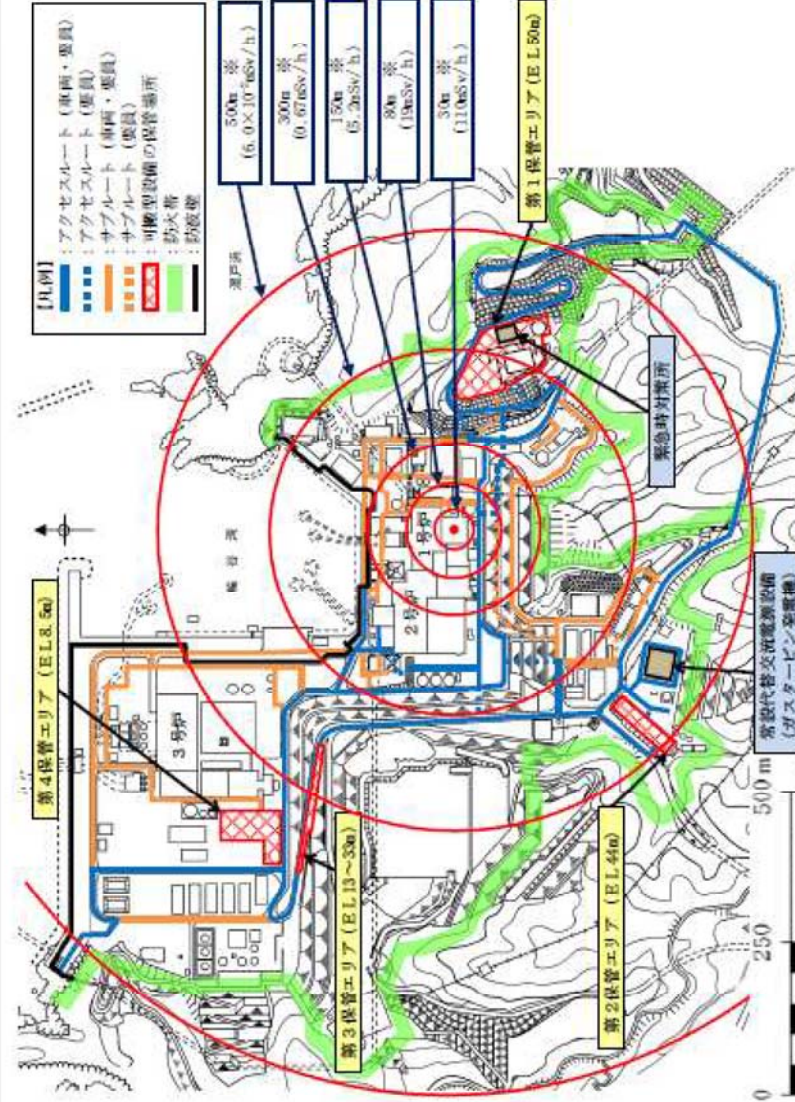 【凡例】
：アクセスルート（車両・要員）
：アクセスルート（要員）
：サブルート（車両・要員）
：サブルート（要員）
：可搬型設備の保管場所
：防火帯
：防波壁
500m ※
(6.0×10⁻²mSv/h)
300m ※
(0.67mSv/h)
150m ※
(5.2mSv/h)
80m ※
(19mSv/h)
30m ※
(110mSv/h)
第4保管エリア（EL8.5m）
輪谷湾
3号炉
2号炉
1号炉
第1保管エリア（EL50m）
緊急時対策所
第3保管エリア（EL13～33m）
第2保管エリア（EL44m）
常設代替交流電源設備
（ガスタービン発電機）
0
250
500 m